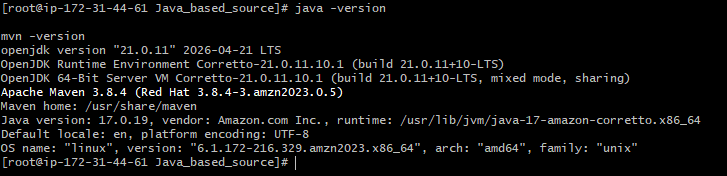 [root@ip-172-31-44-61 Java_based_source]# java -version
mvn -version
openjdk version "21.0.11" 2026-04-21 LTS
OpenJDK Runtime Environment Corretto-21.0.11.10.1 (build 21.0.11+10-LTS)
OpenJDK 64-Bit Server VM Corretto-21.0.11.10.1 (build 21.0.11+10-LTS, mixed mode, sharing)
Apache Maven 3.8.4 (Red Hat 3.8.4-3.amzn2023.0.5)
Maven home: /usr/share/maven
Java version: 17.0.19, vendor: Amazon.com Inc., runtime: /usr/lib/jvm/java-17-amazon-corretto.x86_64
Default locale: en, platform encoding: UTF-8
OS name: "linux", version: "6.1.172-216.329.amzn2023.x86_64", arch: "amd64", family: "unix"
[root@ip-172-31-44-61 Java_based_source]#